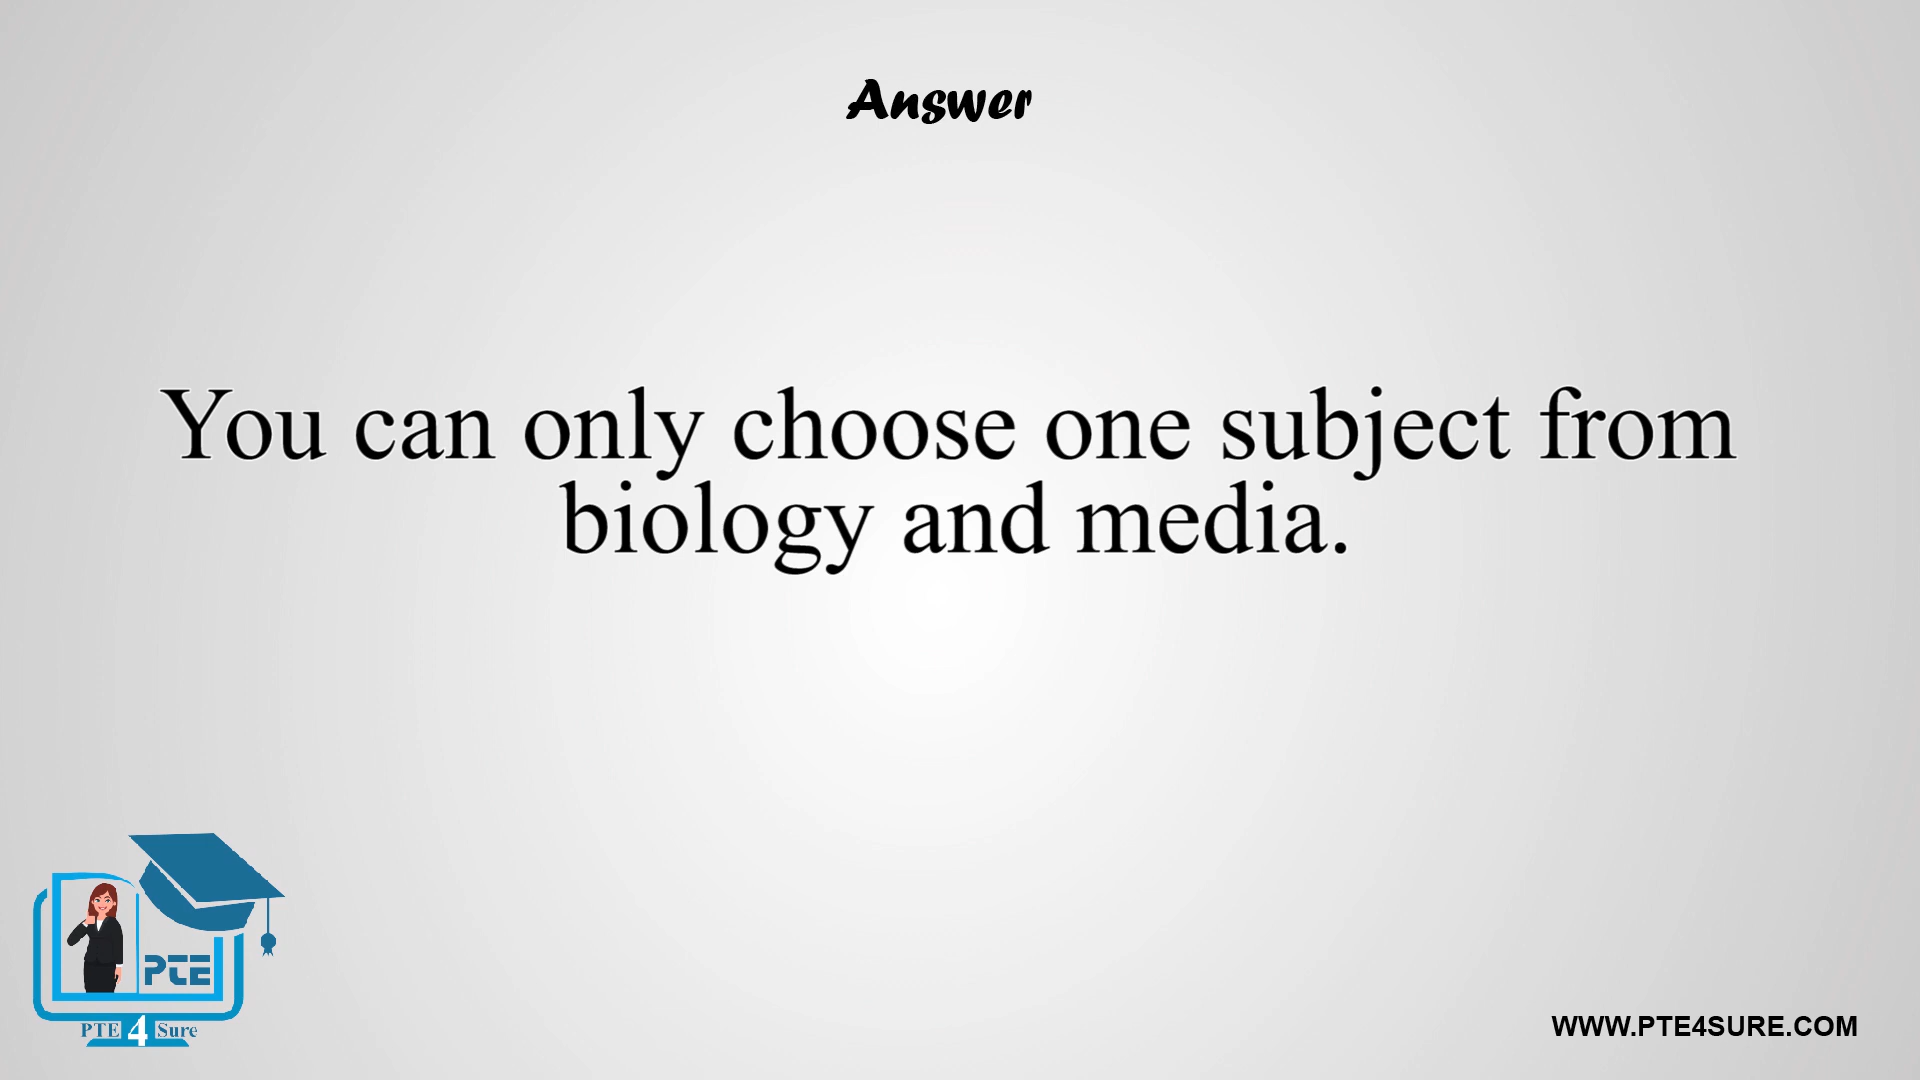 Answer
You can only choose one subject from
biology and media.
PTE
PTE 4 Sure
WWW.PTE4SURE.COM